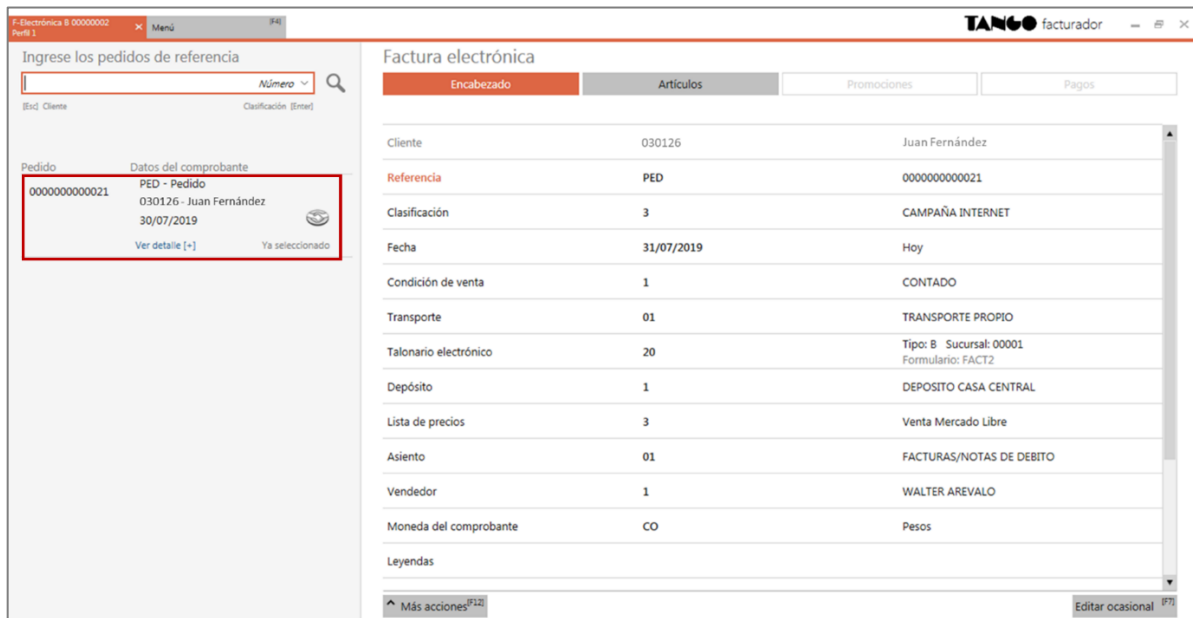 F-Electrónica B 00000002
Perfil 1
Menú [F4]
TANGO facturador
Ingrese los pedidos de referencia
Número
[Esc] Cliente Clasificación [Enter]
Pedido Datos del comprobante
0000000000021 PED - Pedido
030126 - Juan Fernández
30/07/2019
Ver detalle [+] Ya seleccionado
Factura electrónica
Encabezado Artículos Promociones Pagos
Cliente 030126 Juan Fernández
Referencia PED 0000000000021
Clasificación 3 CAMPAÑA INTERNET
Fecha 31/07/2019 Hoy
Condición de venta 1 CONTADO
Transporte 01 TRANSPORTE PROPIO
Talonario electrónico 20 Tipo: B Sucursal: 00001
Formulario: FACT2
Depósito 1 DEPOSITO CASA CENTRAL
Lista de precios 3 Venta Mercado Libre
Asiento 01 FACTURAS/NOTAS DE DEBITO
Vendedor 1 WALTER AREVALO
Moneda del comprobante CO Pesos
Leyendas
Más acciones [F12] Editar ocasional [F7]